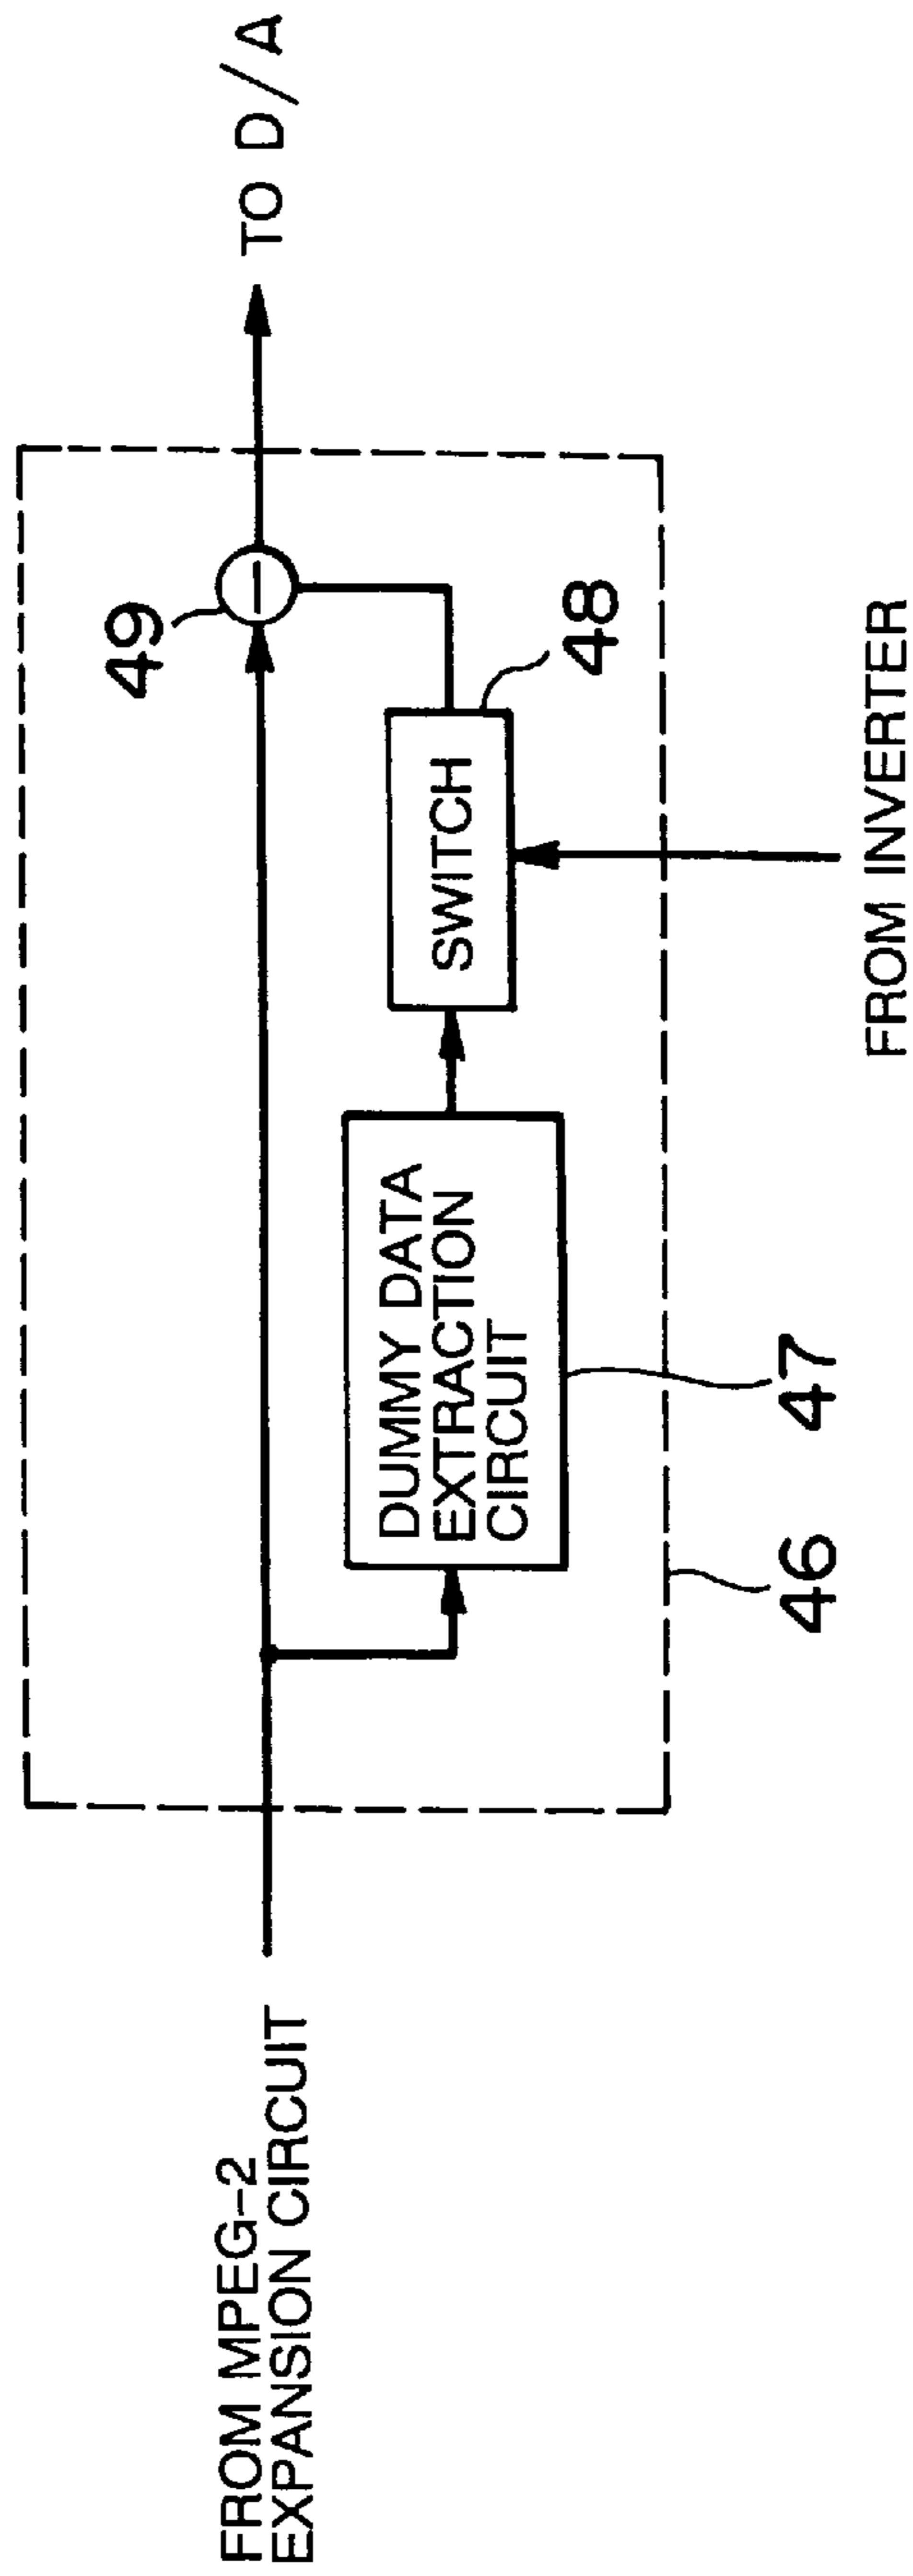 FROM MPEG-2
EXPANSION CIRCUIT
46
47
DUMMY DATA
EXTRACTION
CIRCUIT
SWITCH
48
49
FROM INVERTER
TO D/A